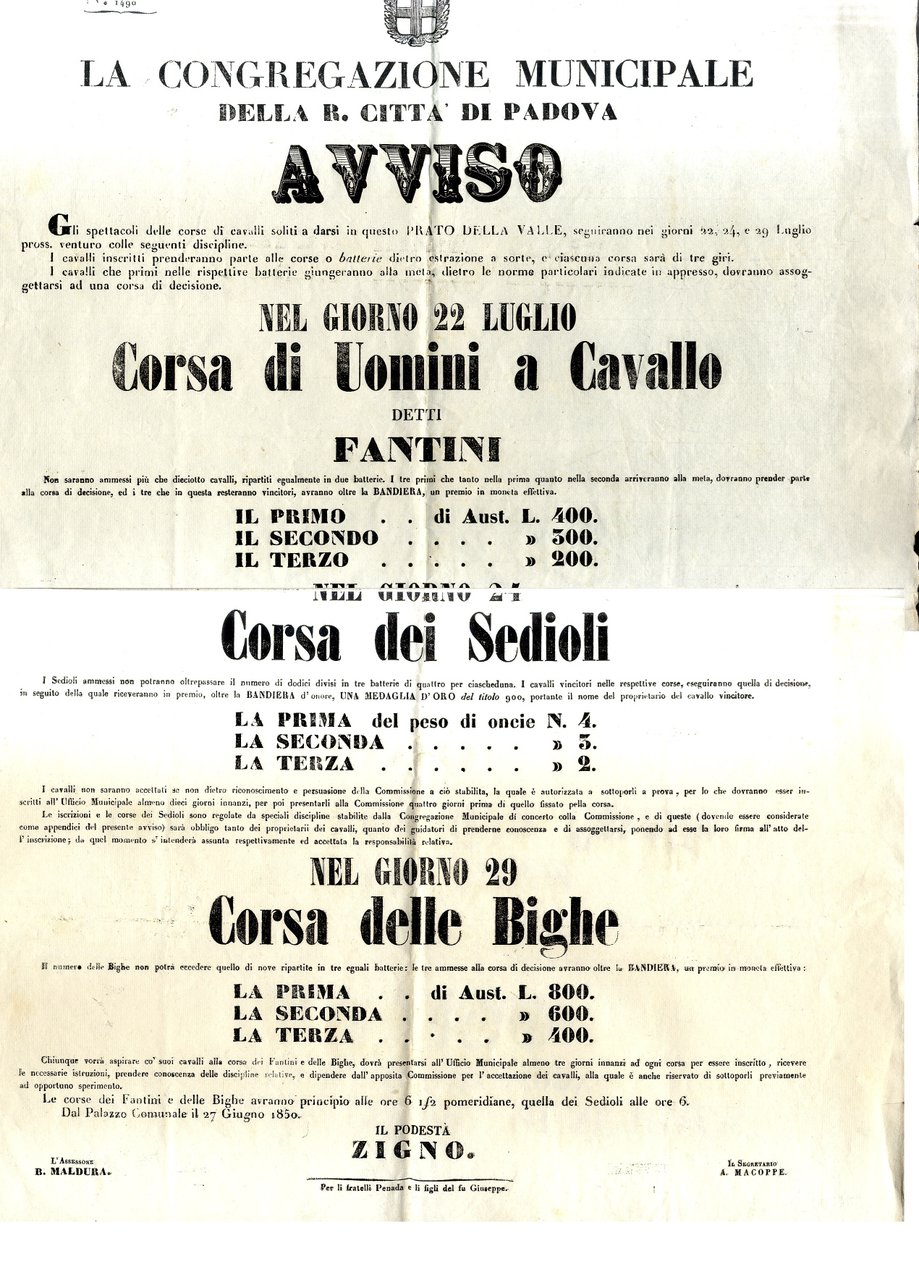 N.° 1490
LA CONGREGAZIONE MUNICIPALE
DELLA R. CITTA' DI PADOVA
AVVISO
Gli spettacoli delle corse di cavalli soliti a darsi in questo PRATO DELLA VALLE, seguiranno nei giorni 22, 24, e 29 Luglio
pross. venturo colle seguenti discipline.
I cavalli inscritti prenderanno parte alle corse o batterie dietro estrazione a sorte, e ciascuna corsa sarà di tre giri.
I cavalli che primi nelle rispettive batterie giungeranno alla meta, dietro le norme particolari indicate in appresso, dovranno assog-
gettarsi ad una corsa di decisione.
NEL GIORNO 22 LUGLIO
Corsa di Uomini a Cavallo
DETTI
FANTINI
Non saranno ammessi più che dieciotto cavalli, ripartiti egualmente in due batterie. I tre primi che tanto nella prima quanto nella seconda arriveranno alla meta, dovranno prender parte
alla corsa di decisione, ed i tre che in questa resteranno vincitori, avranno oltre la BANDIERA, un premio in moneta effettiva.
IL PRIMO . . di Aust. L. 400.
IL SECONDO . . . . » 300.
IL TERZO . . . . . » 200.
NEL GIORNO 24
Corsa dei Sedioli
I Sedioli ammessi non potranno oltrepassare il numero di dodici divisi in tre batterie di quattro per ciascheduna. I cavalli vincitori nelle respettive corse, eseguiranno quella di decisione,
in seguito della quale riceveranno in premio, oltre la BANDIERA d'onore, UNA MEDAGLIA D'ORO del titolo 900, portante il nome del proprietario del cavallo vincitore.
LA PRIMA del peso di oncie N. 4.
LA SECONDA . . . . . » 3.
LA TERZA . . . . . . » 2.
I cavalli non saranno accettati se non dietro riconoscimento e persuasione della Commissione a ciò stabilita, la quale è autorizzata a sottoporli a prova, per lo che dovranno esser in-
scritti all'Ufficio Municipale almeno dieci giorni innanzi, per poi presentarli alla Commissione quattro giorni prima di quello fissato pella corsa.
Le iscrizioni e le corse dei Sedioli sono regolate da speciali discipline stabilite dalla Congregazione Municipale di concerto colla Commissione, e di queste (dovendo essere considerate
come appendici del presente avviso) sarà obbligo tanto dei proprietarii dei cavalli, quanto dei guidatori di prenderne conoscenza e di assoggettarsi, ponendo ad esse la loro firma all'atto del-
l'inscrizione; da quel momento s'intenderà assunta respettivamente ed accettata la responsabilità relativa.
NEL GIORNO 29
Corsa delle Bighe
Il numero delle Bighe non potrà eccedere quello di nove ripartite in tre eguali batterie: le tre ammesse alla corsa di decisione avranno oltre la BANDIERA, un premio in moneta effettiva:
LA PRIMA . . di Aust. L. 800.
LA SECONDA . . . . » 600.
LA TERZA . . . . . » 400.
Chiunque vorrà aspirare co' suoi cavalli alla corsa dei Fantini e delle Bighe, dovrà presentarsi all'Ufficio Municipale almeno tre giorni innanzi ad ogni corsa per essere inscritto, ricevere
le necessarie istruzioni, prendere conoscenza delle discipline relative, e dipendere dall'apposita Commissione per l'accettazione dei cavalli, alla quale è anche riservato di sottoporli previamente
ad opportuno sperimento.
Le corse dei Fantini e delle Bighe avranno principio alle ore 6 1/2 pomeridiane, quella dei Sedioli alle ore 6.
Dal Palazzo Comunale il 27 Giugno 1850.
IL PODESTÀ
ZIGNO.
L'Assessore
B. MALDURA.
Il Segretario
A. MACOPPE.
Per li fratelli Penada e li figli del fu Giuseppe.